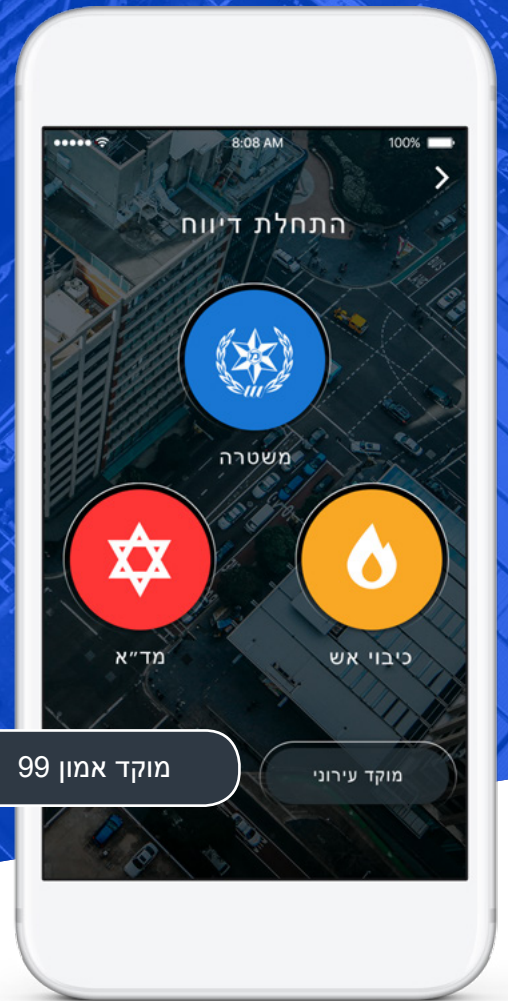 8:08 AM
100%
התחלת דיווח
משטרה
כיבוי אש
מד״א
מוקד עירוני
מוקד אמון 99